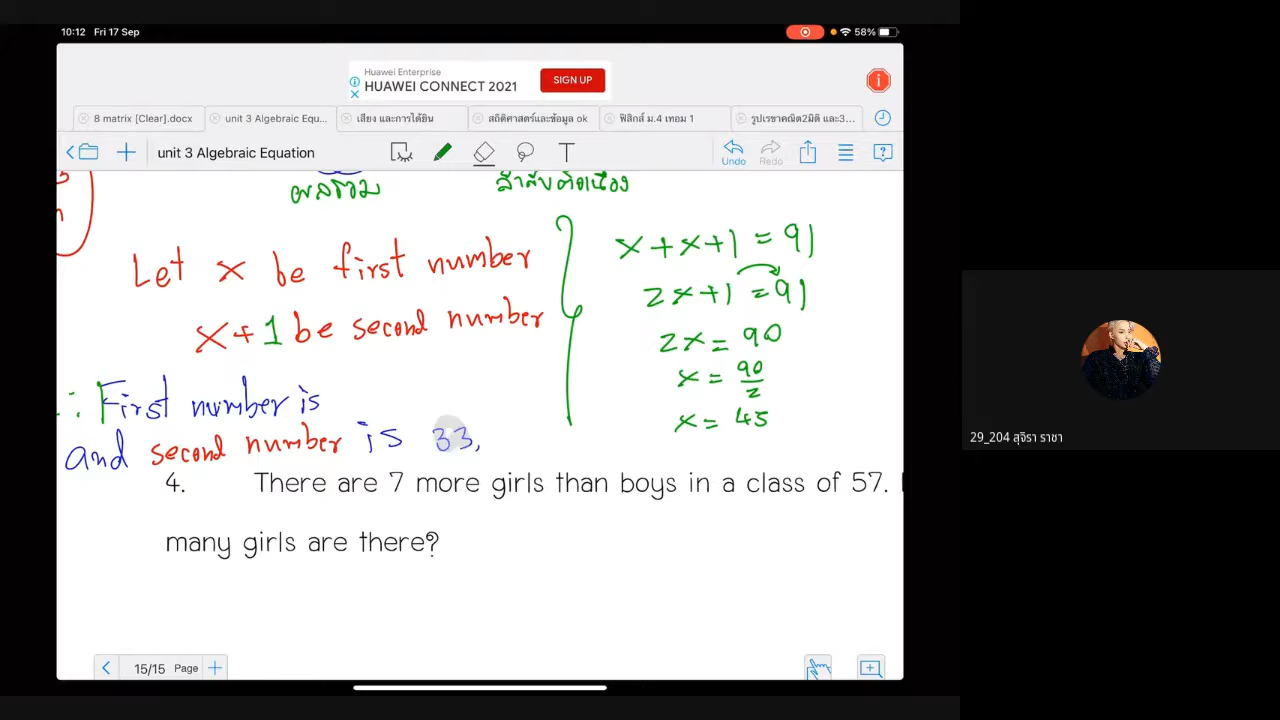 10:12 Fri 17 Sep
58%
Huawei Enterprise
HUAWEI CONNECT 2021
SIGN UP
8 matrix [Clear].docx
unit 3 Algebraic Equ...
เสียง และการได้ยิน
สถิติศาสตร์และข้อมูล ok
ฟิสิกส์ ม.4 เทอม 1
รูปเรขาคณิต2มิติ และ3...
unit 3 Algebraic Equation
T
Undo
Redo
ผลรวม
ลำดับต่อเนื่อง
Let x be first number
x+1 be second number
x+x+1 = 91
2x+1 = 91
2x = 90
x = 90/2
x = 45
∴ First number is
and second number is 33,
4. There are 7 more girls than boys in a class of 57.
many girls are there?
15/15 Page
29_204 สุจิรา ราชา